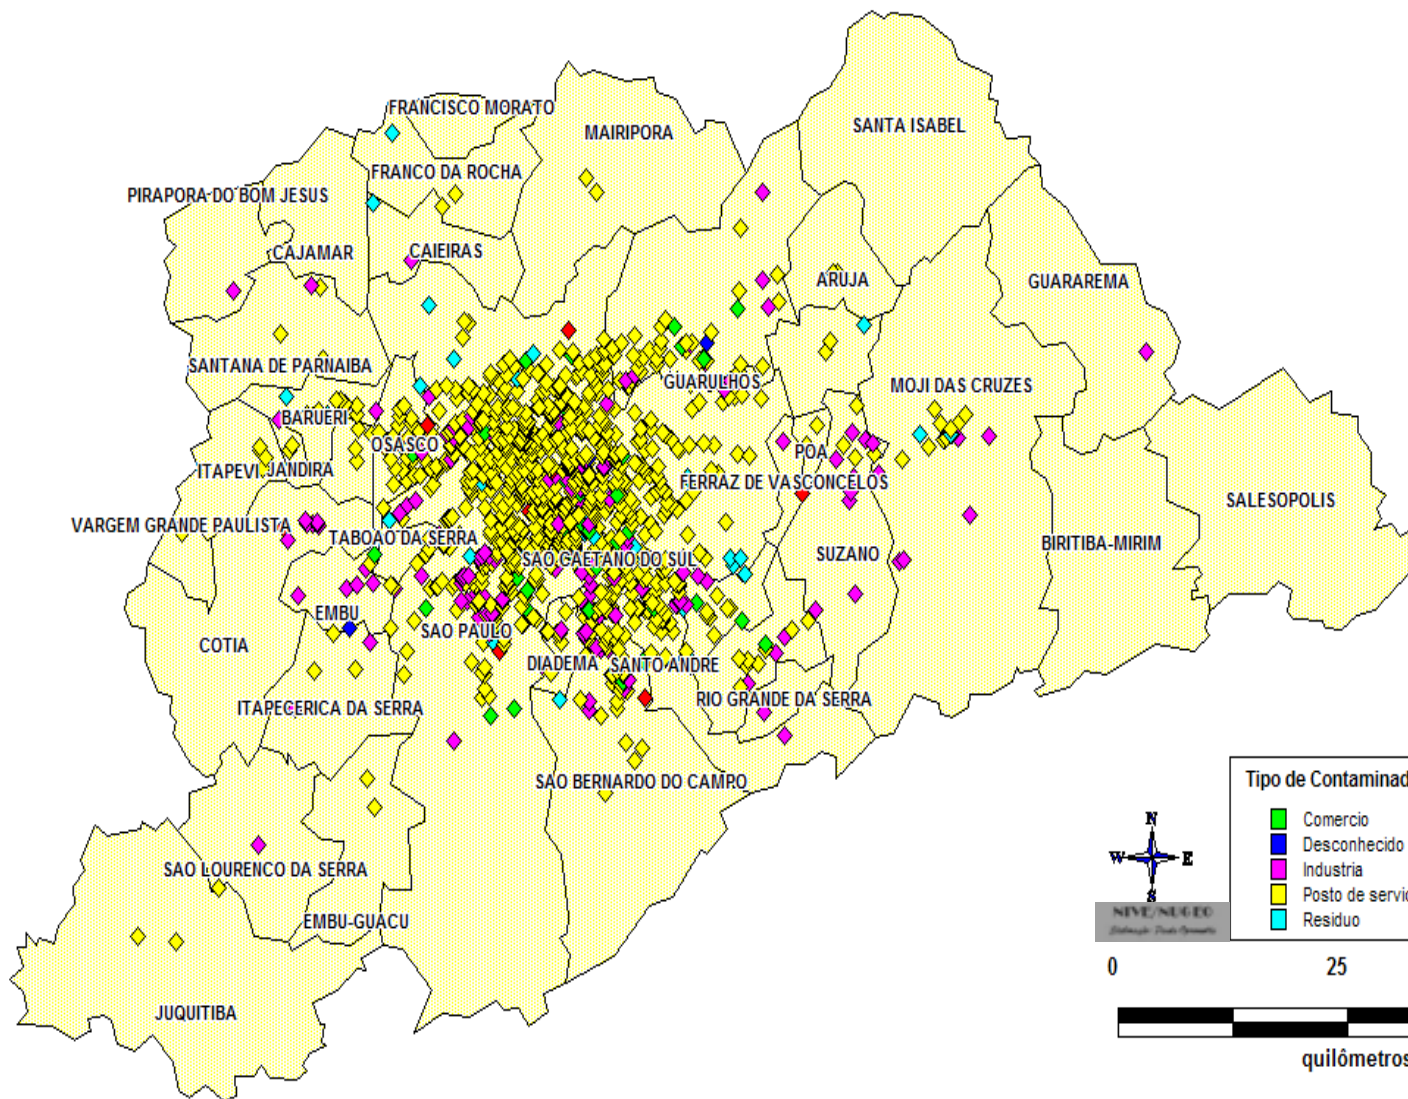 FRANCISCO MORATO
MAIRIPORA
SANTA ISABEL
FRANCO DA ROCHA
PIRAPORA DO BOM JESUS
CAJAMAR
CAIEIRAS
ARUJA
GUARAREMA
SANTANA DE PARNAIBA
GUARULHOS
MOJI DAS CRUZES
BARUERI
OSASCO
POA
ITAPEVI
JANDIRA
FERRAZ DE VASCONCELOS
SALESOPOLIS
VARGEM GRANDE PAULISTA
TABOAO DA SERRA
BIRITIBA-MIRIM
SUZANO
SAO CAETANO DO SUL
EMBU
SAO PAULO
COTIA
DIADEMA
SANTO ANDRE
ITAPECERICA DA SERRA
RIO GRANDE DA SERRA
SAO BERNARDO DO CAMPO
SAO LOURENCO DA SERRA
EMBU-GUACU
JUQUITIBA
Tipo de Contaminad
Comercio
Desconhecido
Industria
Posto de servic
Residuo
N
W E
S
NIVE/NUGEO
0 25
quilômetros